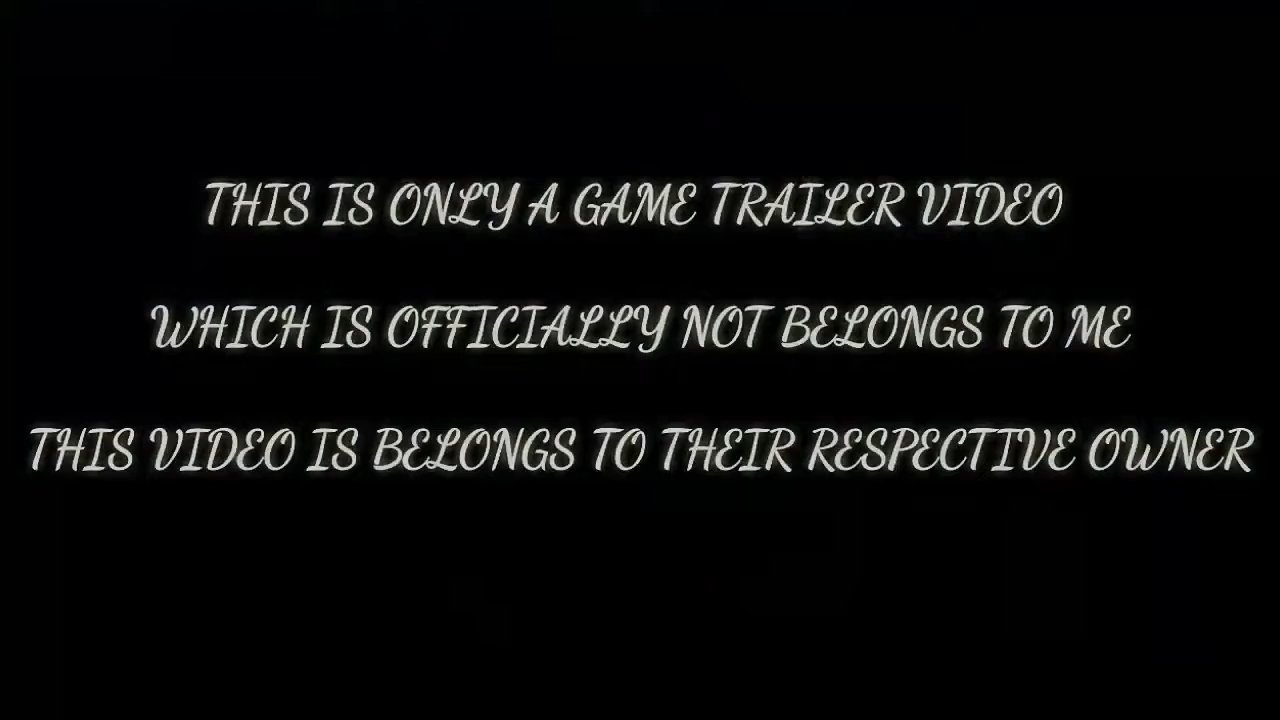 THIS IS ONLY A GAME TRAILER VIDEO
WHICH IS OFFICIALLY NOT BELONGS TO ME
THIS VIDEO IS BELONGS TO THEIR RESPECTIVE OWNER